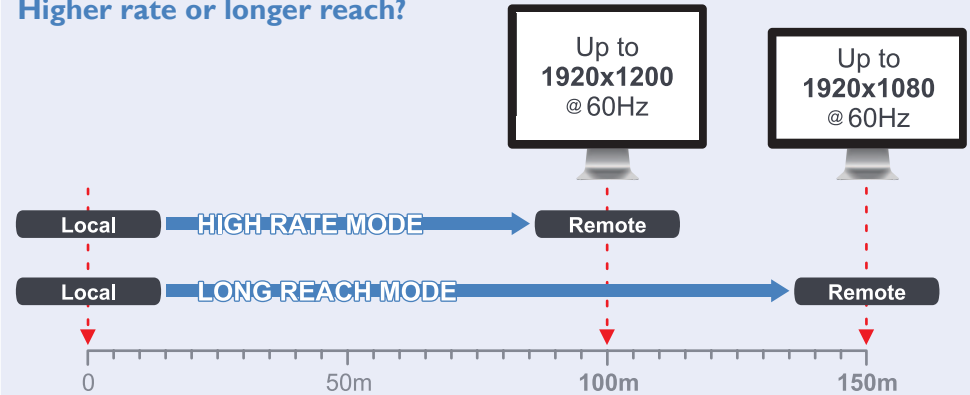 Higher rate or longer reach?
Up to
1920x1200
@ 60Hz
Up to
1920x1080
@ 60Hz
Local HIGH RATE MODE Remote
Local LONG REACH MODE Remote
0 50m 100m 150m